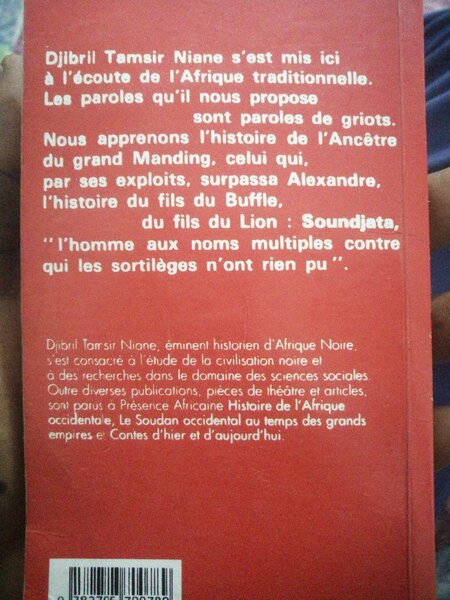 Djibril Tamsir Niane s'est mis ici
à l'écoute de l'Afrique traditionnelle.
Les paroles qu'il nous propose
sont paroles de griots.
Nous apprenons l'histoire de l'Ancêtre
du grand Manding, celui qui,
par ses exploits, surpassa Alexandre,
l'histoire du fils du Buffle,
du fils du Lion : Soundjata,
"l'homme aux noms multiples contre
qui les sortilèges n'ont rien pu".
Djibril Tamsir Niane, éminent historien d'Afrique Noire,
s'est consacré à l'étude de la civilisation noire et
à des recherches dans le domaine des sciences sociales.
Outre diverses publications, pièces de théâtre et articles,
sont parus à Présence Africaine Histoire de l'Afrique
occidentale, Le Soudan occidental au temps des grands
empires et Contes d'hier et d'aujourd'hui.